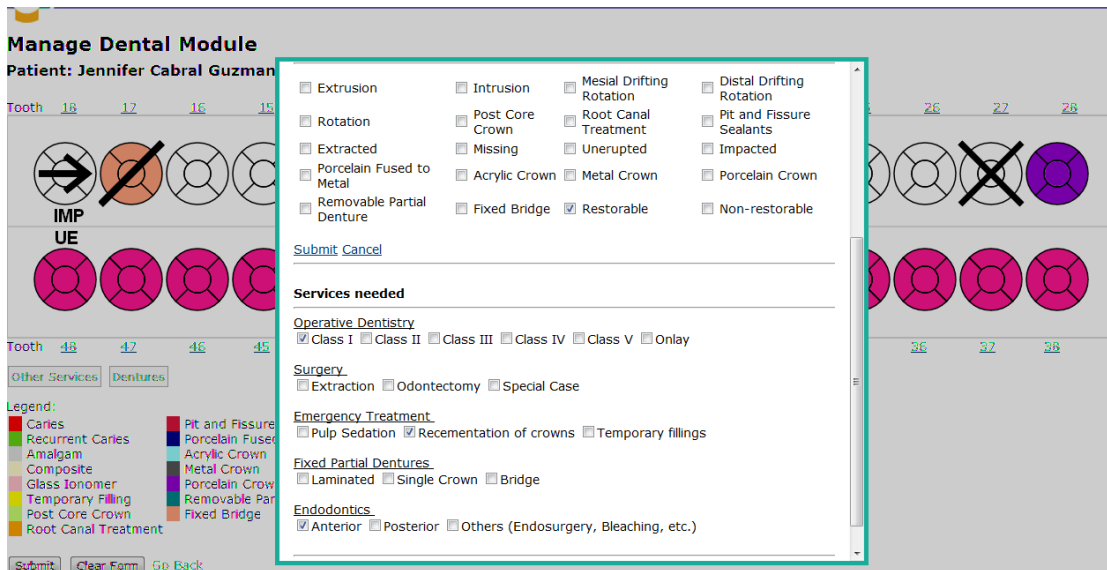 Manage Dental Module
Patient: Jennifer Cabral Guzman
Tooth 18 17 16 15 26 27 28
IMP
UE
Tooth 48 47 46 45 36 37 38
Other Services Dentures
Legend:
Caries Pit and Fissure
Recurrent Caries Porcelain Fused
Amalgam Acrylic Crown
Composite Metal Crown
Glass Ionomer Porcelain Crow
Temporary Filling Removable Par
Post Core Crown Fixed Bridge
Root Canal Treatment
Submit Clear Form Go Back
Extrusion Intrusion Mesial Drifting Rotation Distal Drifting Rotation
Rotation Post Core Crown Root Canal Treatment Pit and Fissure Sealants
Extracted Missing Unerupted Impacted
Porcelain Fused to Metal Acrylic Crown Metal Crown Porcelain Crown
Removable Partial Denture Fixed Bridge Restorable Non-restorable
Submit Cancel
Services needed
Operative Dentistry
Class I Class II Class III Class IV Class V Onlay
Surgery
Extraction Odontectomy Special Case
Emergency Treatment
Pulp Sedation Recementation of crowns Temporary fillings
Fixed Partial Dentures
Laminated Single Crown Bridge
Endodontics
Anterior Posterior Others (Endosurgery, Bleaching, etc.)